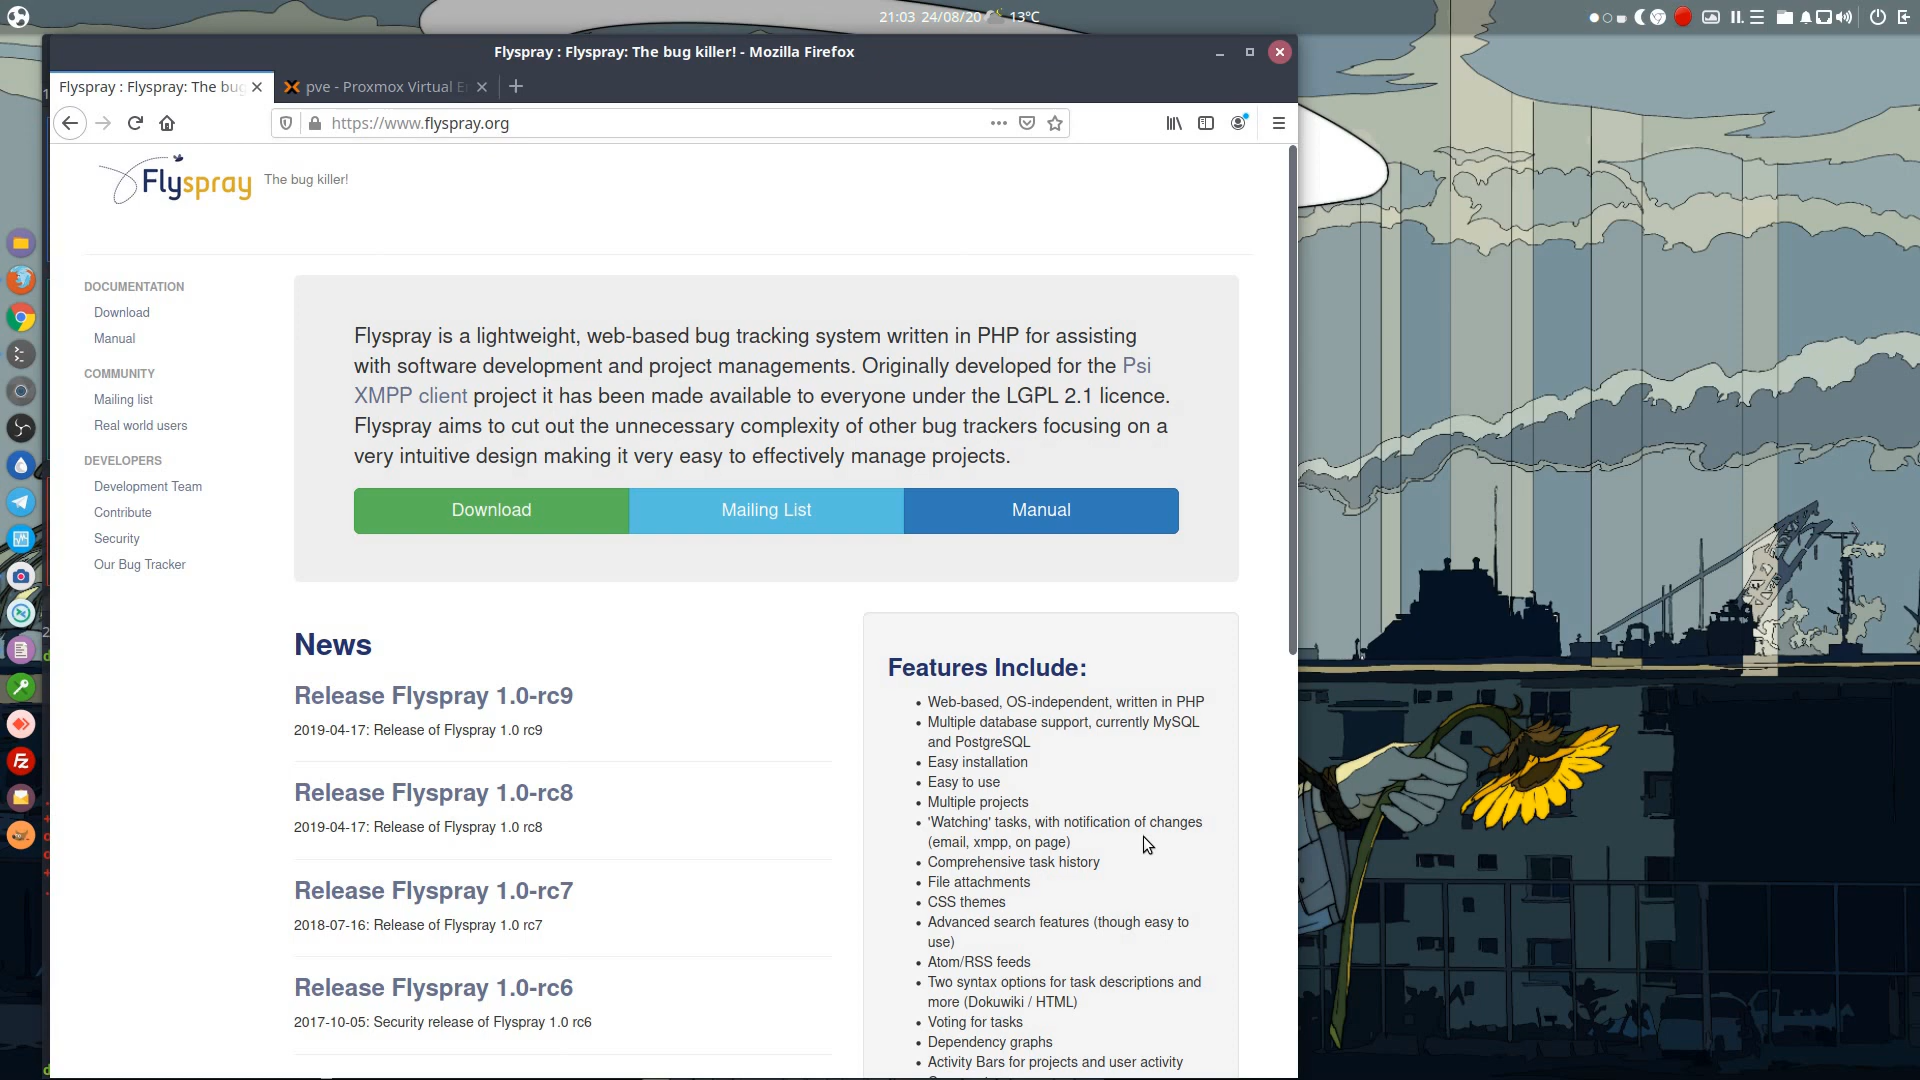 21:03 24/08/20 13°C
Flyspray : Flyspray: The bug killer! - Mozilla Firefox
Flyspray : Flyspray: The bug
pve - Proxmox Virtual E
https://www.flyspray.org
Flyspray The bug killer!
DOCUMENTATION
Download
Manual
COMMUNITY
Mailing list
Real world users
DEVELOPERS
Development Team
Contribute
Security
Our Bug Tracker
Flyspray is a lightweight, web-based bug tracking system written in PHP for assisting
with software development and project managements. Originally developed for the Psi
XMPP client project it has been made available to everyone under the LGPL 2.1 licence.
Flyspray aims to cut out the unnecessary complexity of other bug trackers focusing on a
very intuitive design making it very easy to effectively manage projects.
Download Mailing List Manual
News
Release Flyspray 1.0-rc9
2019-04-17: Release of Flyspray 1.0 rc9
Release Flyspray 1.0-rc8
2019-04-17: Release of Flyspray 1.0 rc8
Release Flyspray 1.0-rc7
2018-07-16: Release of Flyspray 1.0 rc7
Release Flyspray 1.0-rc6
2017-10-05: Security release of Flyspray 1.0 rc6
Features Include:
• Web-based, OS-independent, written in PHP
• Multiple database support, currently MySQL
and PostgreSQL
• Easy installation
• Easy to use
• Multiple projects
• 'Watching' tasks, with notification of changes
(email, xmpp, on page)
• Comprehensive task history
• File attachments
• CSS themes
• Advanced search features (though easy to
use)
• Atom/RSS feeds
• Two syntax options for task descriptions and
more (Dokuwiki / HTML)
• Voting for tasks
• Dependency graphs
• Activity Bars for projects and user activity